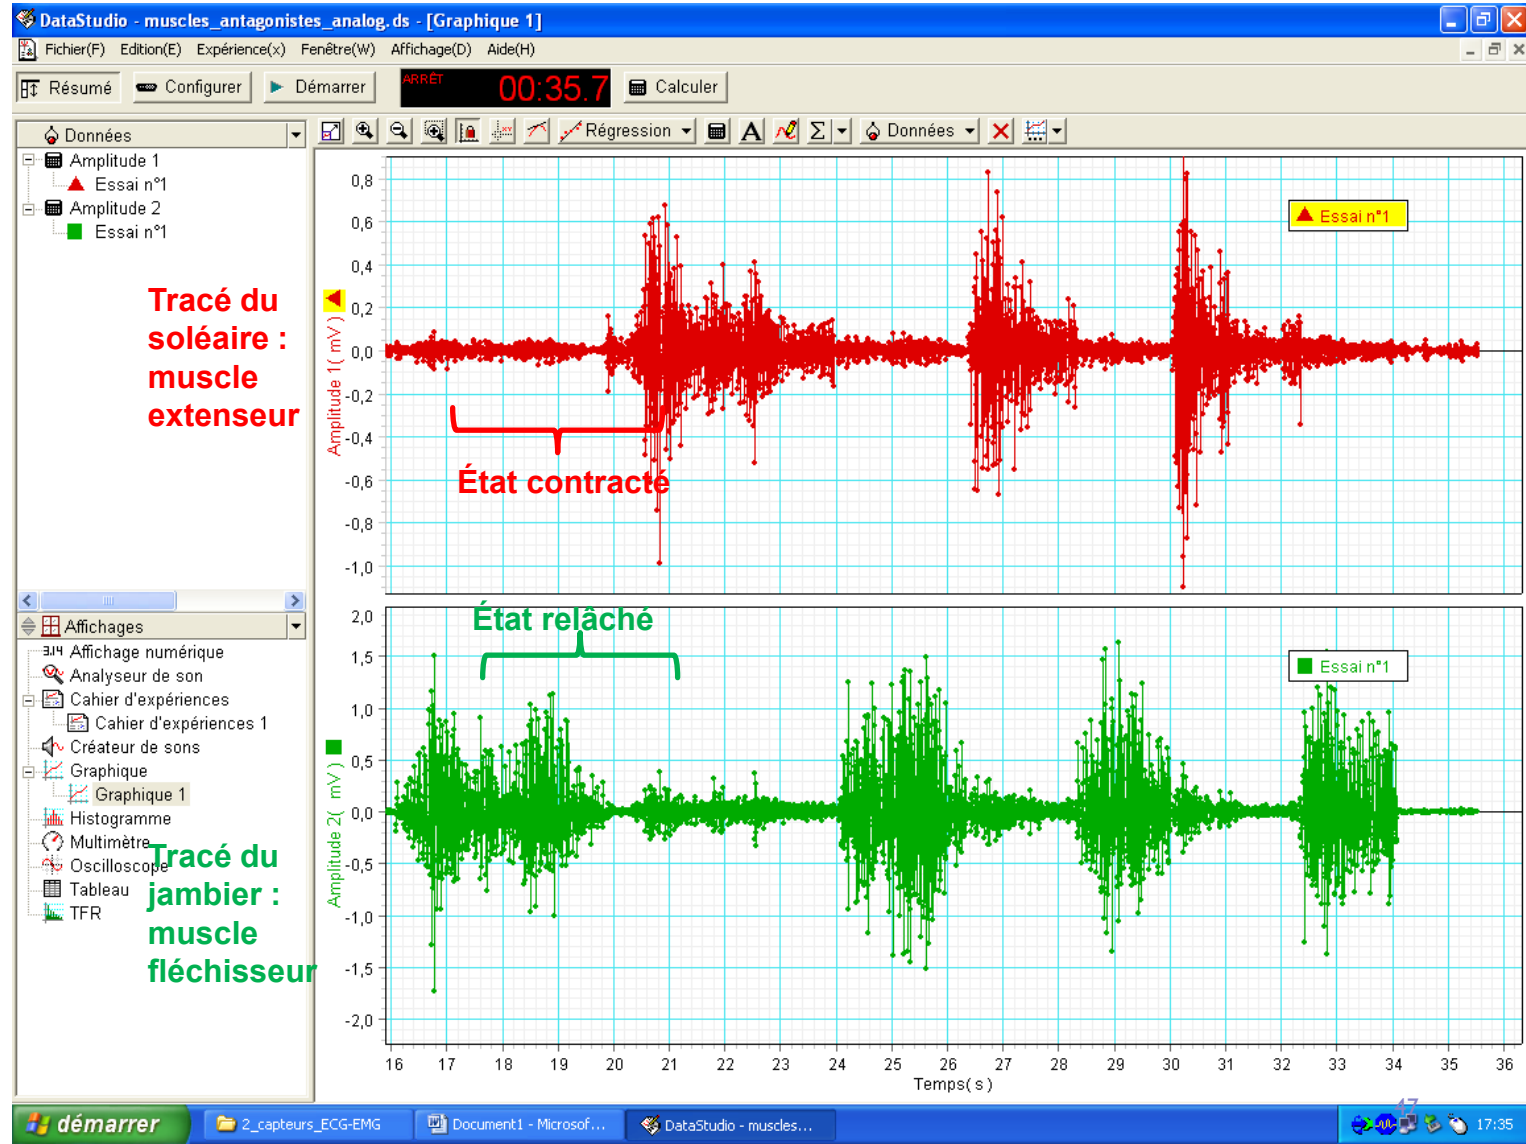 DataStudio - muscles_antagonistes_analog.ds - [Graphique 1]
Fichier(F) Edition(E) Expérience(x) Fenêtre(W) Affichage(D) Aide(H)
Résumé Configurer Démarrer ARRÊT 00:35.7 Calculer
Données Régression A Σ Données
Amplitude 1
Essai n°1
Amplitude 2
Essai n°1
Tracé du
soléaire :
muscle
extenseur
Amplitude 1( mV )
0,8
0,6
0,4
0,2
0,0
-0,2
-0,4
-0,6
-0,8
-1,0
Essai n°1
État contracté
Affichages
3.14 Affichage numérique
Analyseur de son
Cahier d'expériences
Cahier d'expériences 1
Créateur de sons
Graphique
Graphique 1
Histogramme
Multimètre
Oscilloscope
Tableau
TFR
Tracé du
jambier :
muscle
fléchisseur
État relâché
Amplitude 2( mV )
2,0
1,5
1,0
0,5
0,0
-0,5
-1,0
-1,5
-2,0
Essai n°1
16 17 18 19 20 21 22 23 24 25 26 27 28 29 30 31 32 33 34 35 36
Temps( s )
47
démarrer 2_capteurs_ECG-EMG Document1 - Microsof... DataStudio - muscles... 17:35